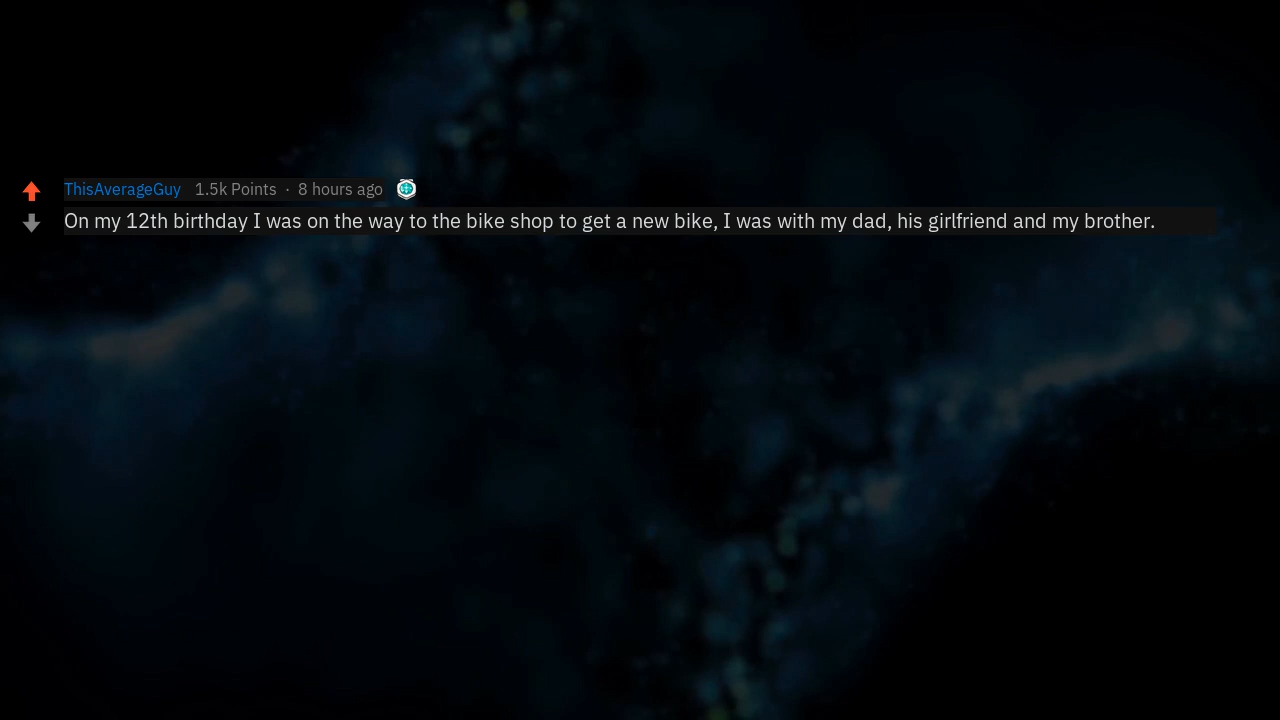 ThisAverageGuy 1.5k Points · 8 hours ago
On my 12th birthday I was on the way to the bike shop to get a new bike, I was with my dad, his girlfriend and my brother.